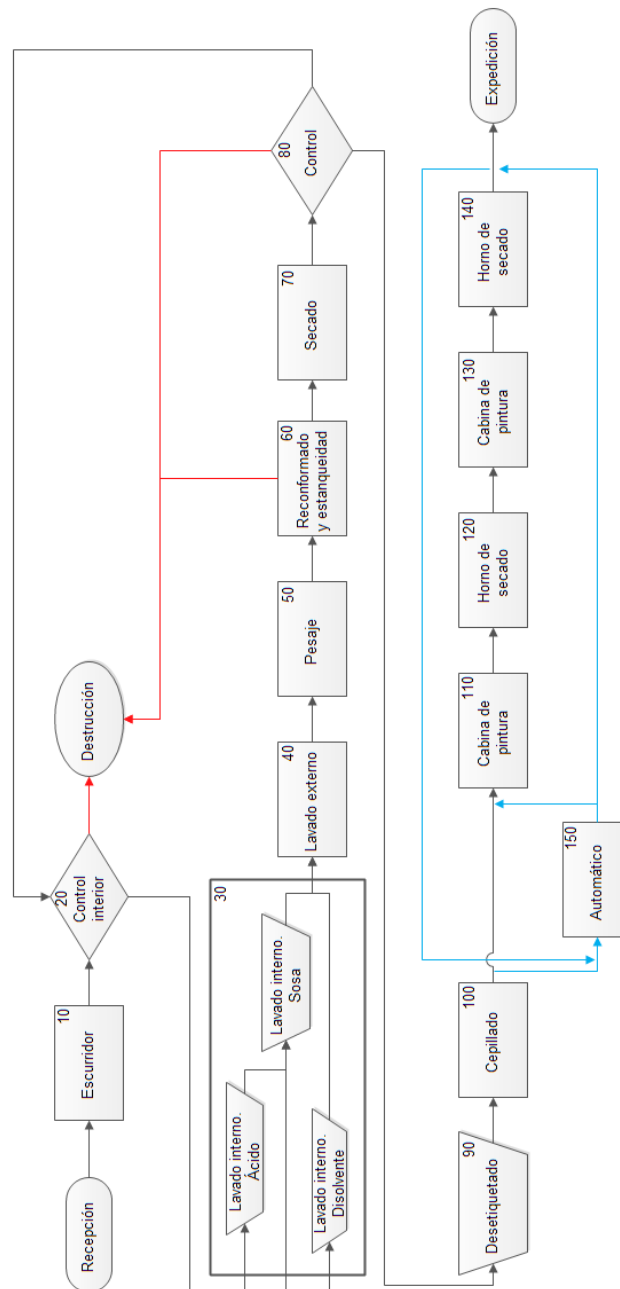 Recepción
10
Escurridor
20
Control
interior
Destrucción
30
Lavado interno.
Ácido
Lavado interno.
Sosa
Lavado interno.
Disolvente
40
Lavado externo
50
Pesaje
60
Reconformado
y estanqueidad
70
Secado
80
Control
90
Desetiquetado
100
Cepillado
110
Cabina de
pintura
120
Horno de
secado
130
Cabina de
pintura
140
Horno de
secado
150
Automático
Expedición